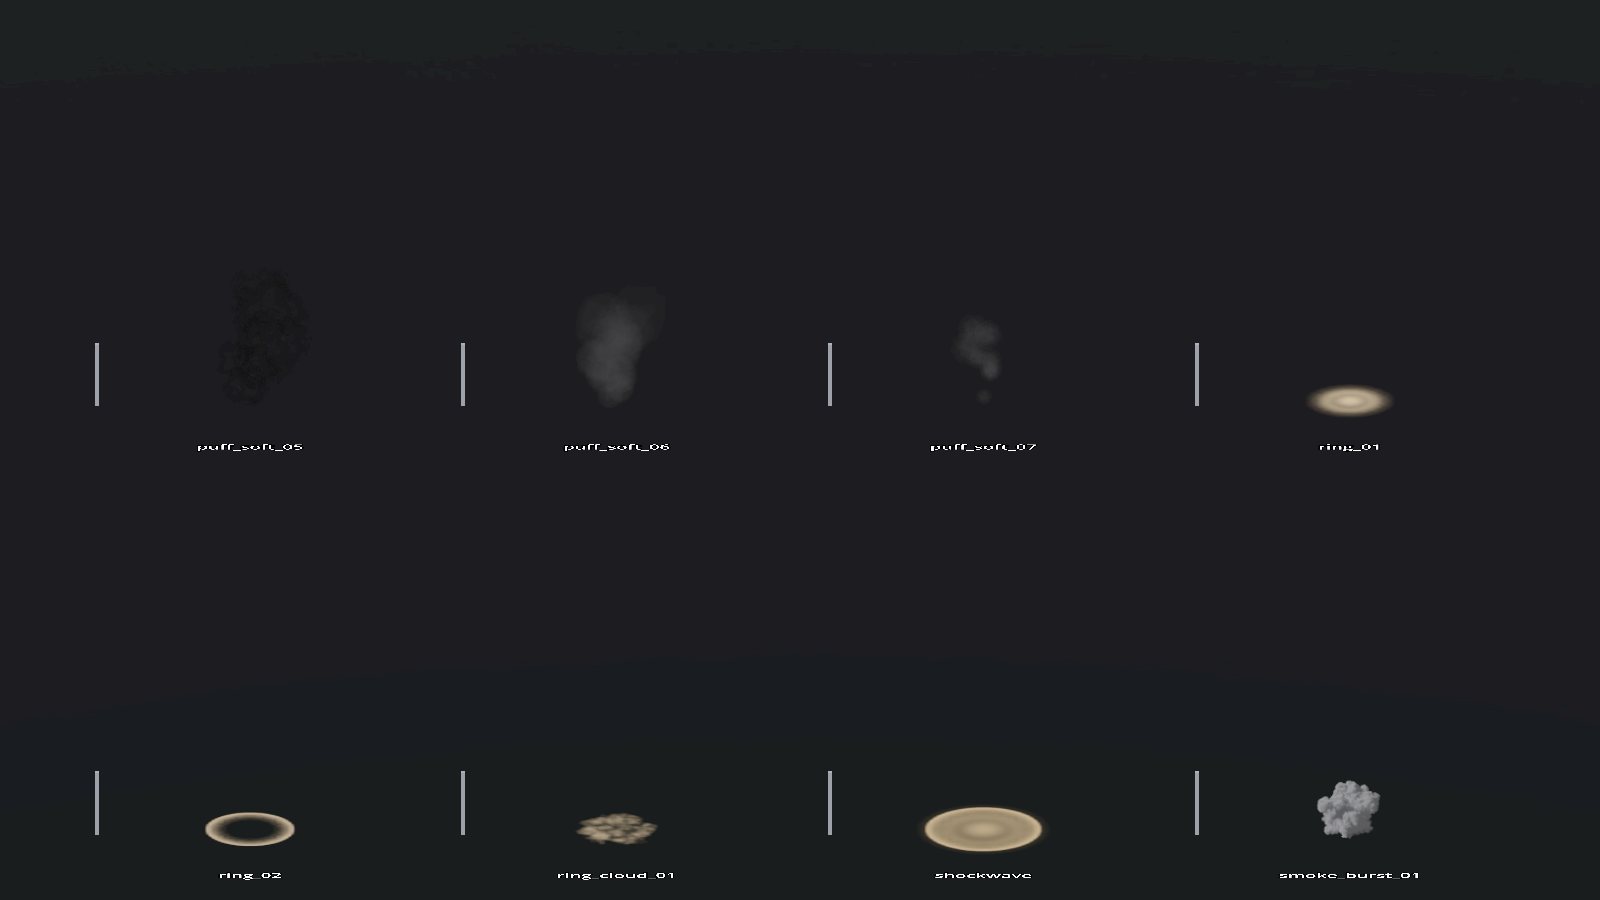 puff_soft_05
puff_soft_06
puff_soft_07
ring_01
ring_02
ring_cloud_01
shockwave
smoke_burst_01